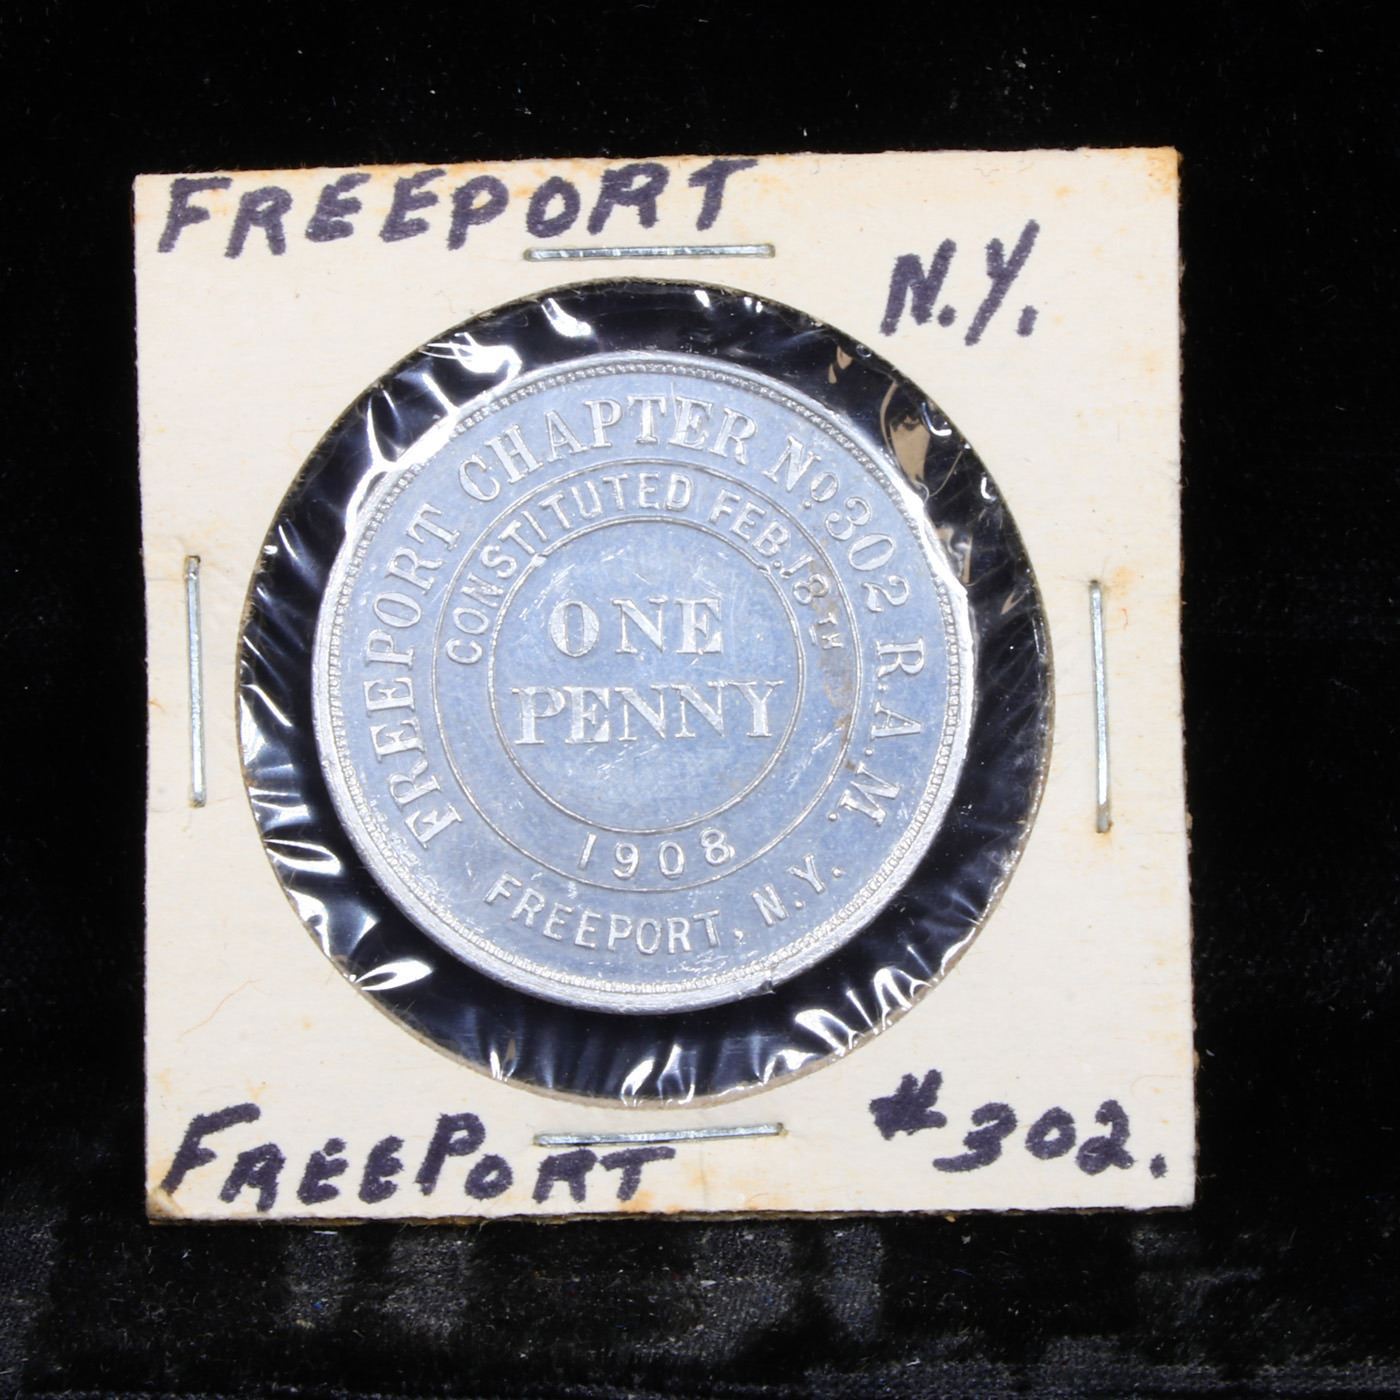 FREEPORT
N.Y.
FREEPORT CHAPTER No. 302 R.A.M.
CONSTITUTED FEB. 18TH
ONE
PENNY
1908
FREEPORT, N.Y.
FREEPORT
#302.